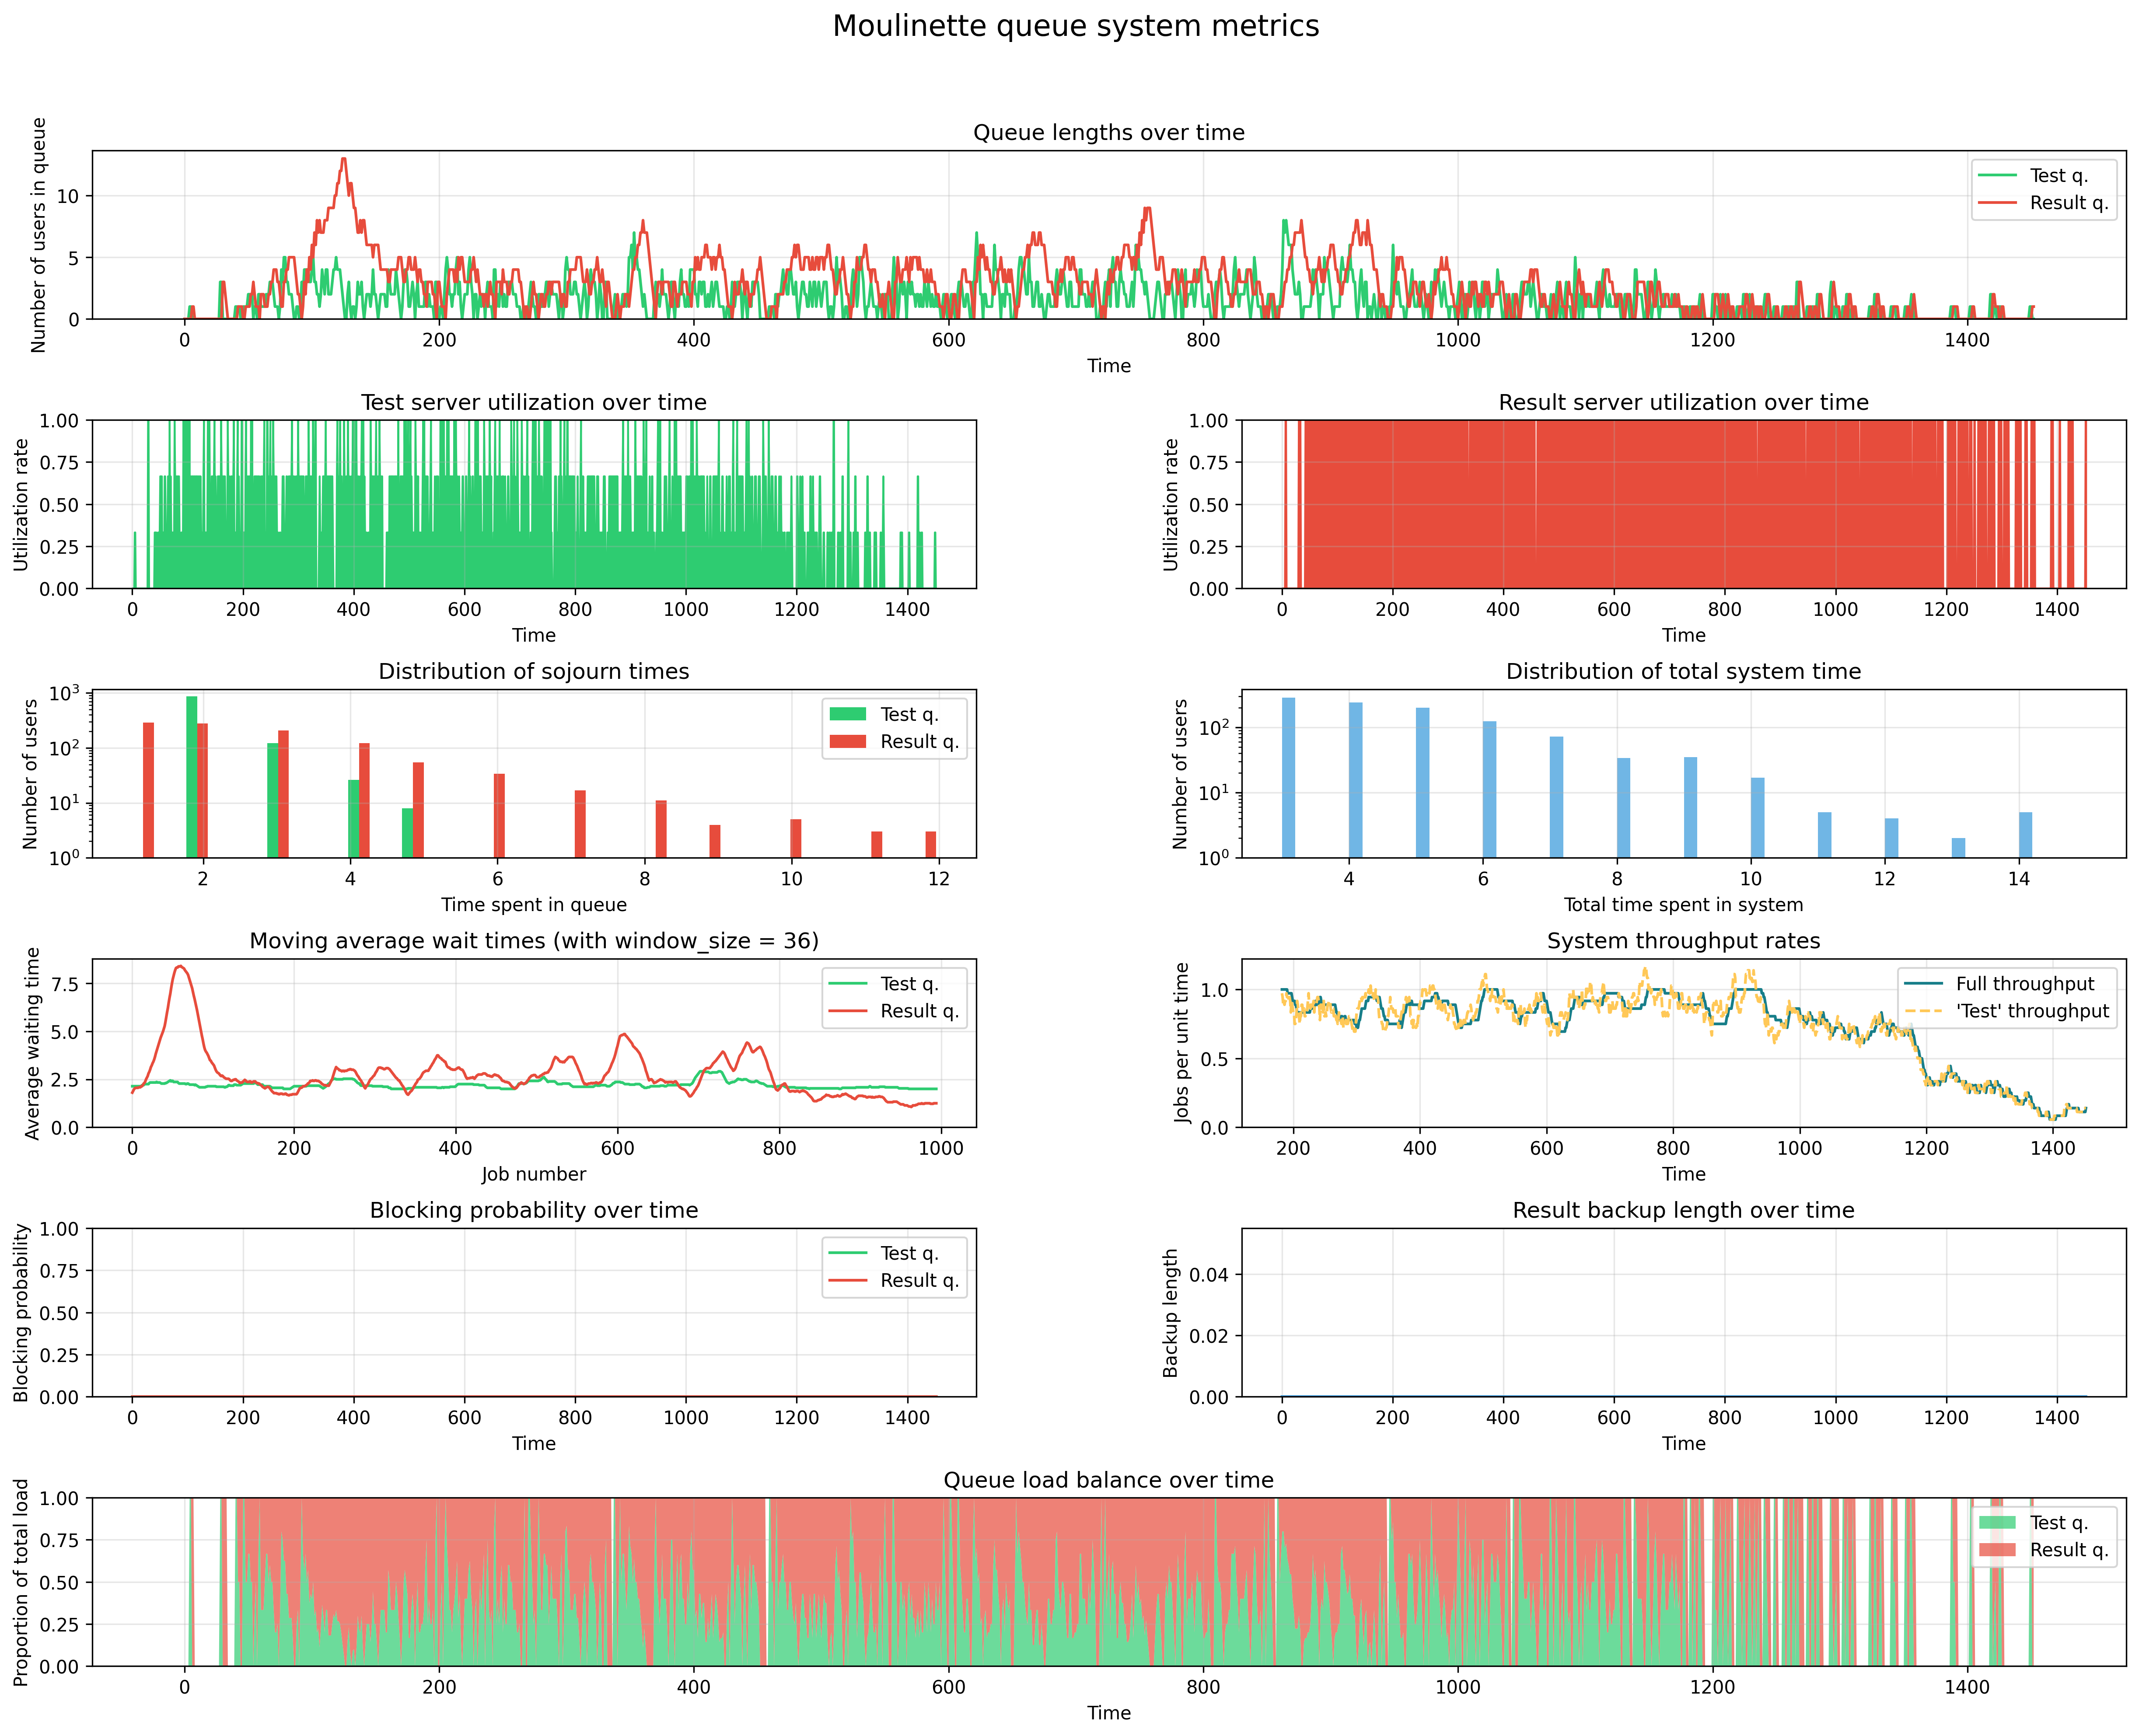 Moulinette queue system metrics
Queue lengths over time
Number of users in queue
10
5
0
Test q.
Result q.
0 200 400 600 800 1000 1200 1400
Time
Test server utilization over time
Utilization rate
1.00
0.75
0.50
0.25
0.00
0 200 400 600 800 1000 1200 1400
Time
Result server utilization over time
Utilization rate
1.00
0.75
0.50
0.25
0.00
0 200 400 600 800 1000 1200 1400
Time
Distribution of sojourn times
Number of users
10³
10²
10¹
10⁰
Test q.
Result q.
2 4 6 8 10 12
Time spent in queue
Distribution of total system time
Number of users
10²
10¹
10⁰
4 6 8 10 12 14
Total time spent in system
Moving average wait times (with window_size = 36)
Average waiting time
7.5
5.0
2.5
0.0
Test q.
Result q.
0 200 400 600 800 1000
Job number
System throughput rates
Jobs per unit time
1.0
0.5
0.0
Full throughput
'Test' throughput
200 400 600 800 1000 1200 1400
Time
Blocking probability over time
Blocking probability
1.00
0.75
0.50
0.25
0.00
Test q.
Result q.
0 200 400 600 800 1000 1200 1400
Time
Result backup length over time
Backup length
0.04
0.02
0.00
0 200 400 600 800 1000 1200 1400
Time
Queue load balance over time
Proportion of total load
1.00
0.75
0.50
0.25
0.00
Test q.
Result q.
0 200 400 600 800 1000 1200 1400
Time